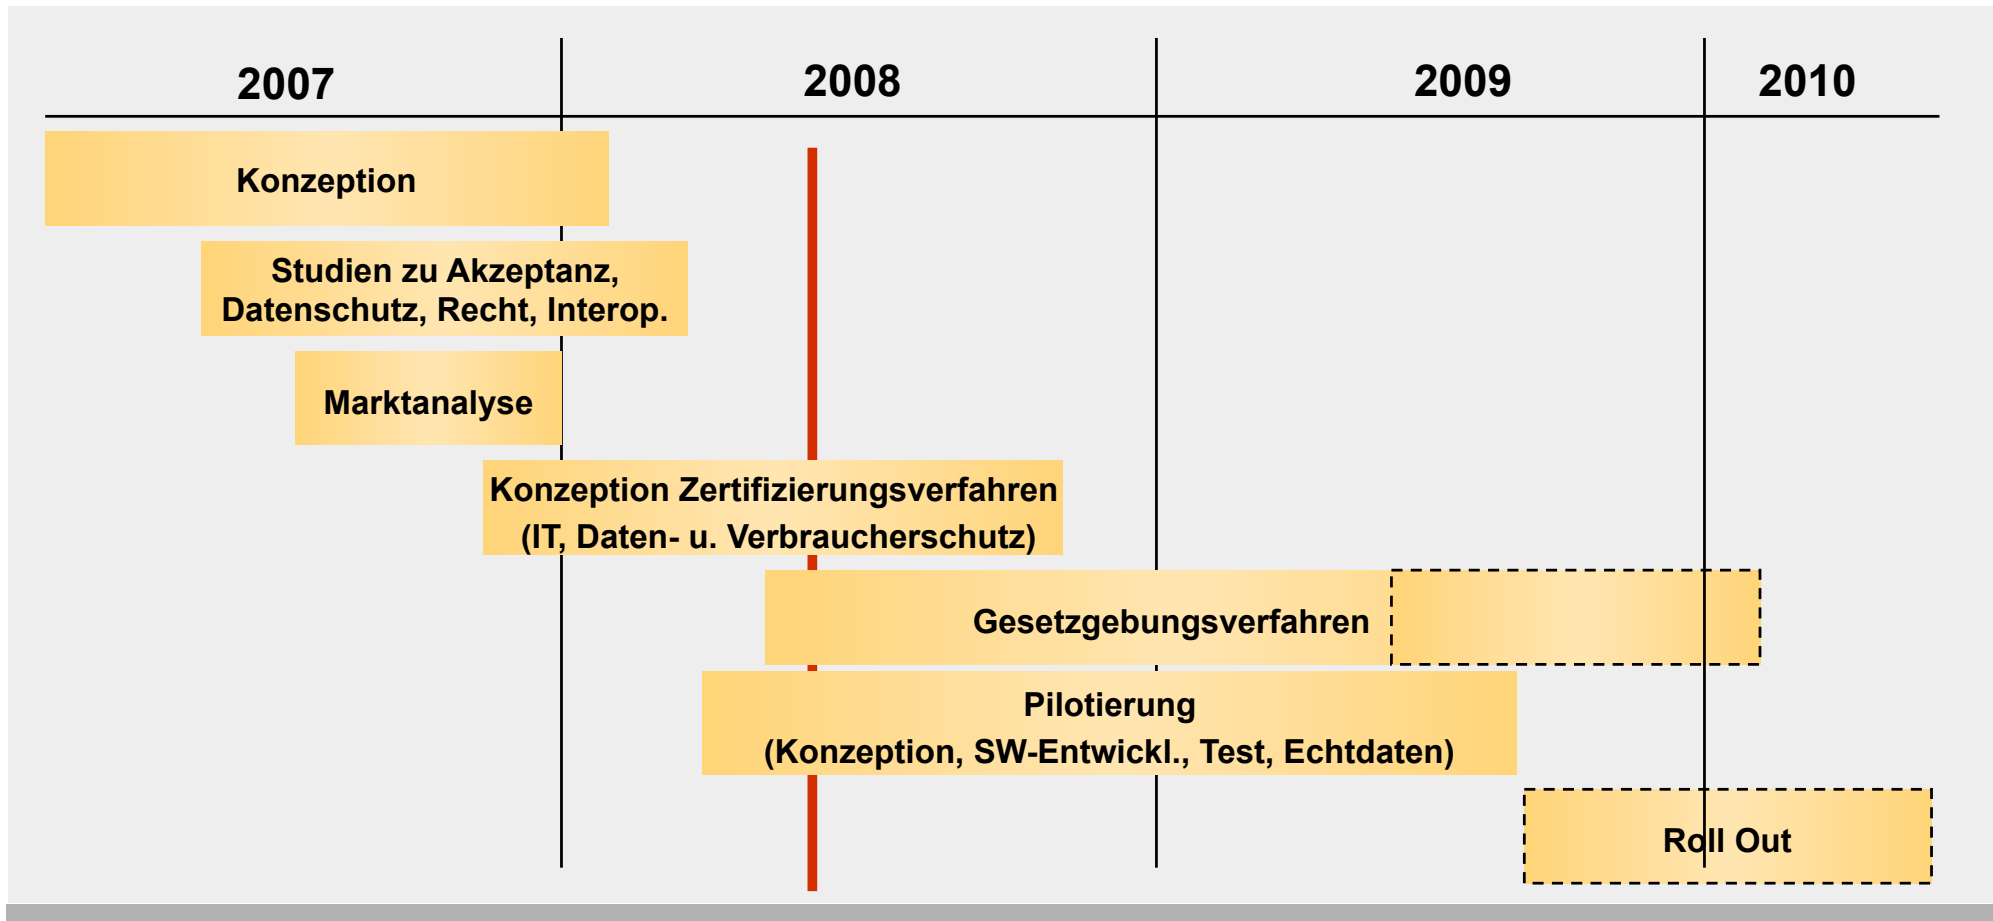 2007
2008
2009
2010
Konzeption
Studien zu Akzeptanz,
Datenschutz, Recht, Interop.
Marktanalyse
Konzeption Zertifizierungsverfahren
(IT, Daten- u. Verbraucherschutz)
Gesetzgebungsverfahren
Pilotierung
(Konzeption, SW-Entwickl., Test, Echtdaten)
Roll Out